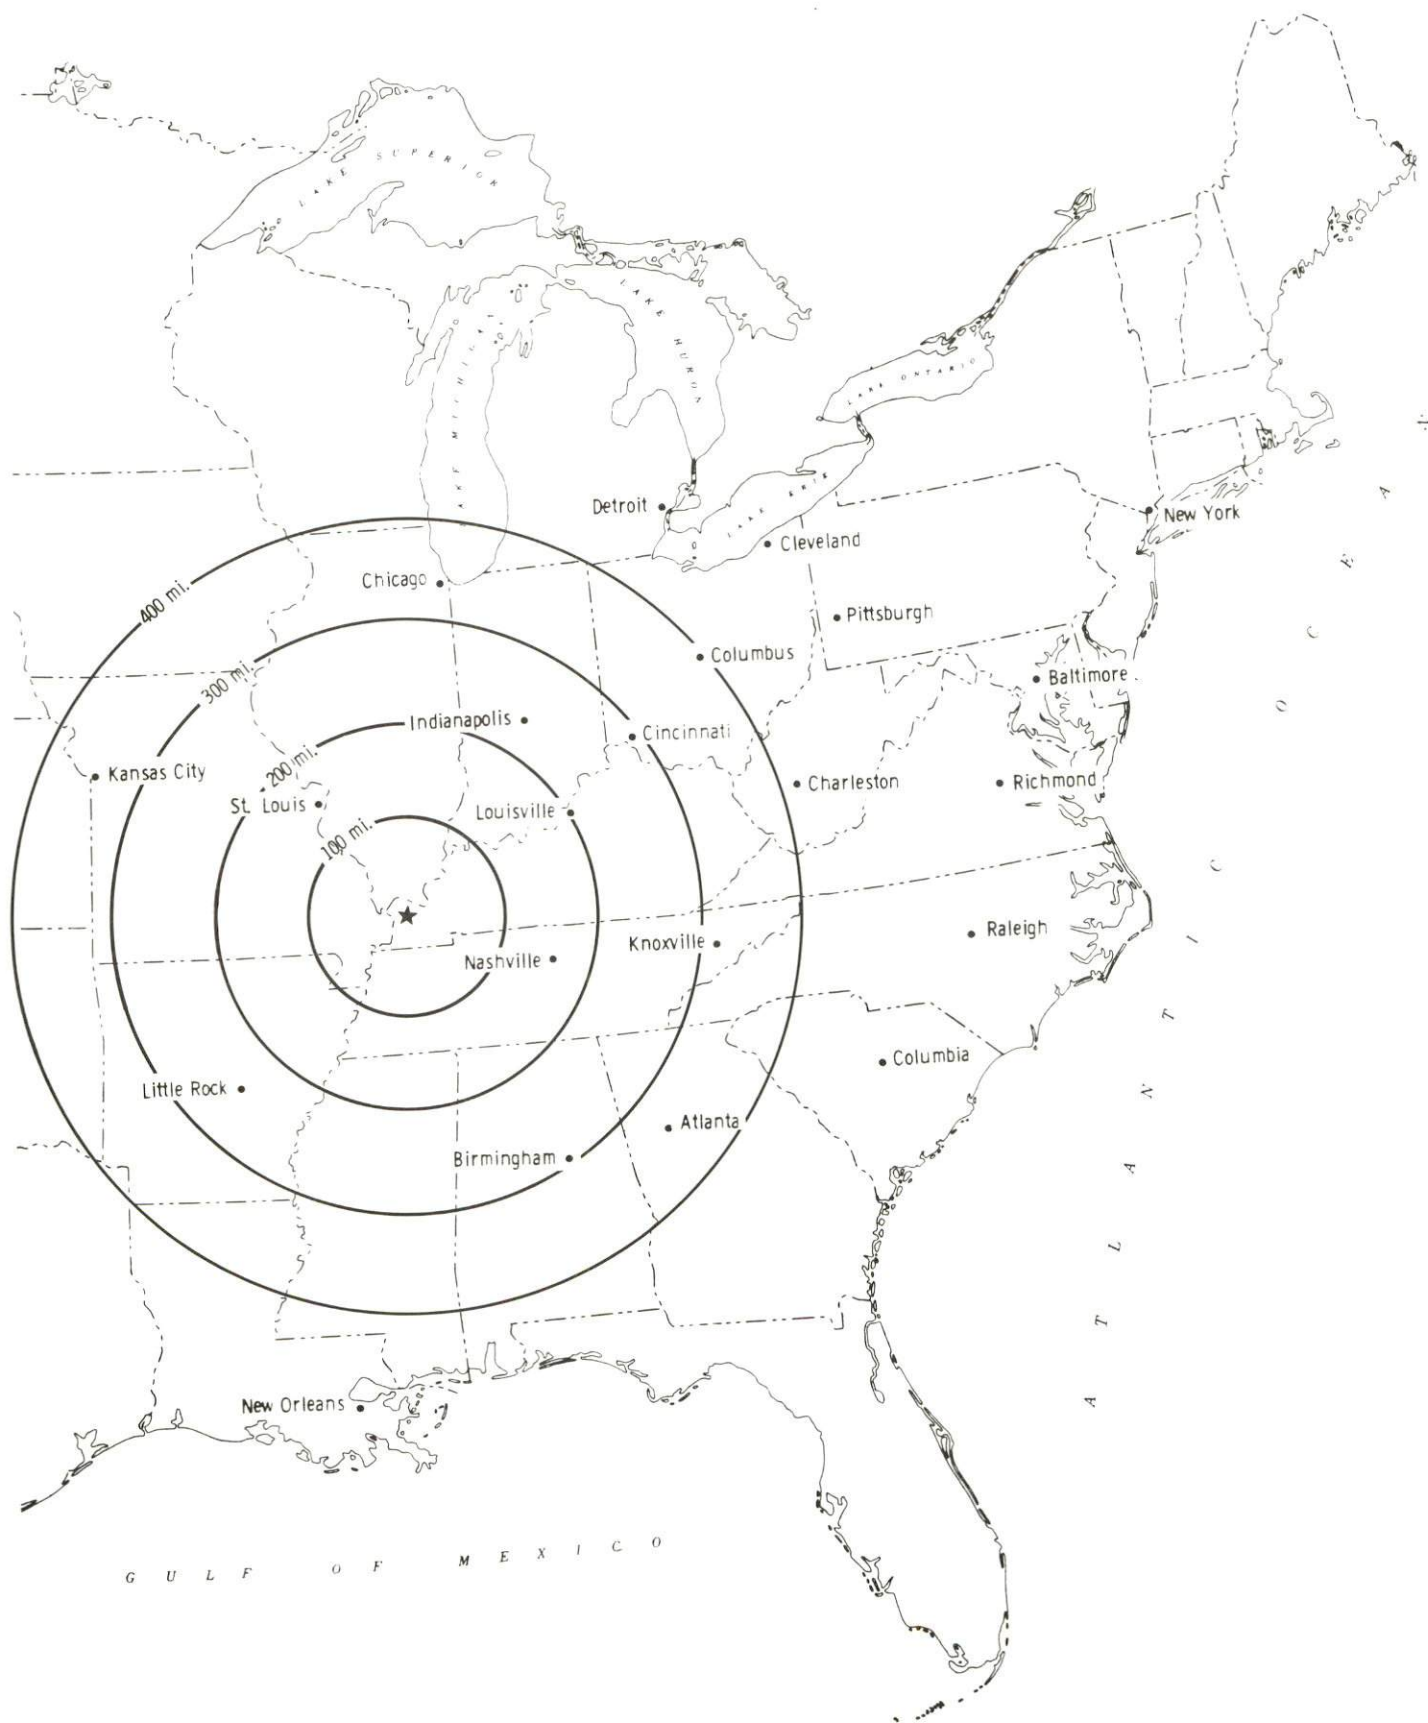 LAKE SUPERIOR
LAKE HURON
LAKE MICHIGAN
LAKE ONTARIO
LAKE ERIE
Detroit
New York
Cleveland
Chicago
400 mi.
Pittsburgh
Columbus
300 mi.
Baltimore
Indianapolis
Cincinnati
200 mi.
Kansas City
Charleston
Richmond
St. Louis
Louisville
100 mi.
Raleigh
Knoxville
Nashville
Columbia
Little Rock
Atlanta
Birmingham
New Orleans
ATLANTIC OCEA
GULF OF MEXICO